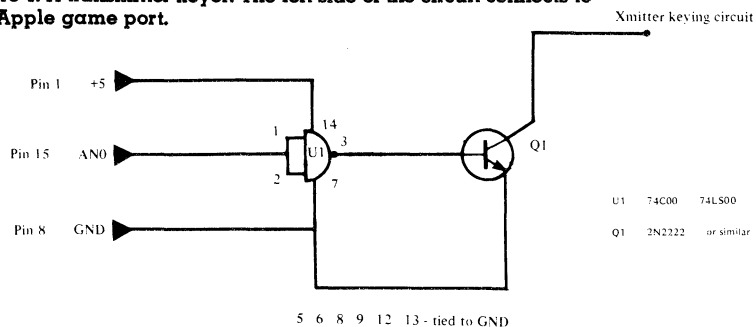 Apple game port.
Xmitter keying circuit
Pin 1 +5
14
1
3
Pin 15 AN0
U1
Q1
2
7
U1 74C00 74LS00
Pin 8 GND
Q1 2N2222 or similar
5 6 8 9 12 13 - tied to GND